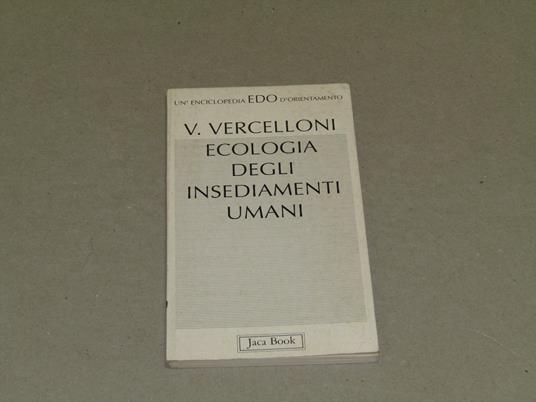 UN' ENCICLOPEDIA EDO D'ORIENTAMENTO
V. VERCELLONI
ECOLOGIA
DEGLI
INSEDIAMENTI
UMANI
Jaca Book